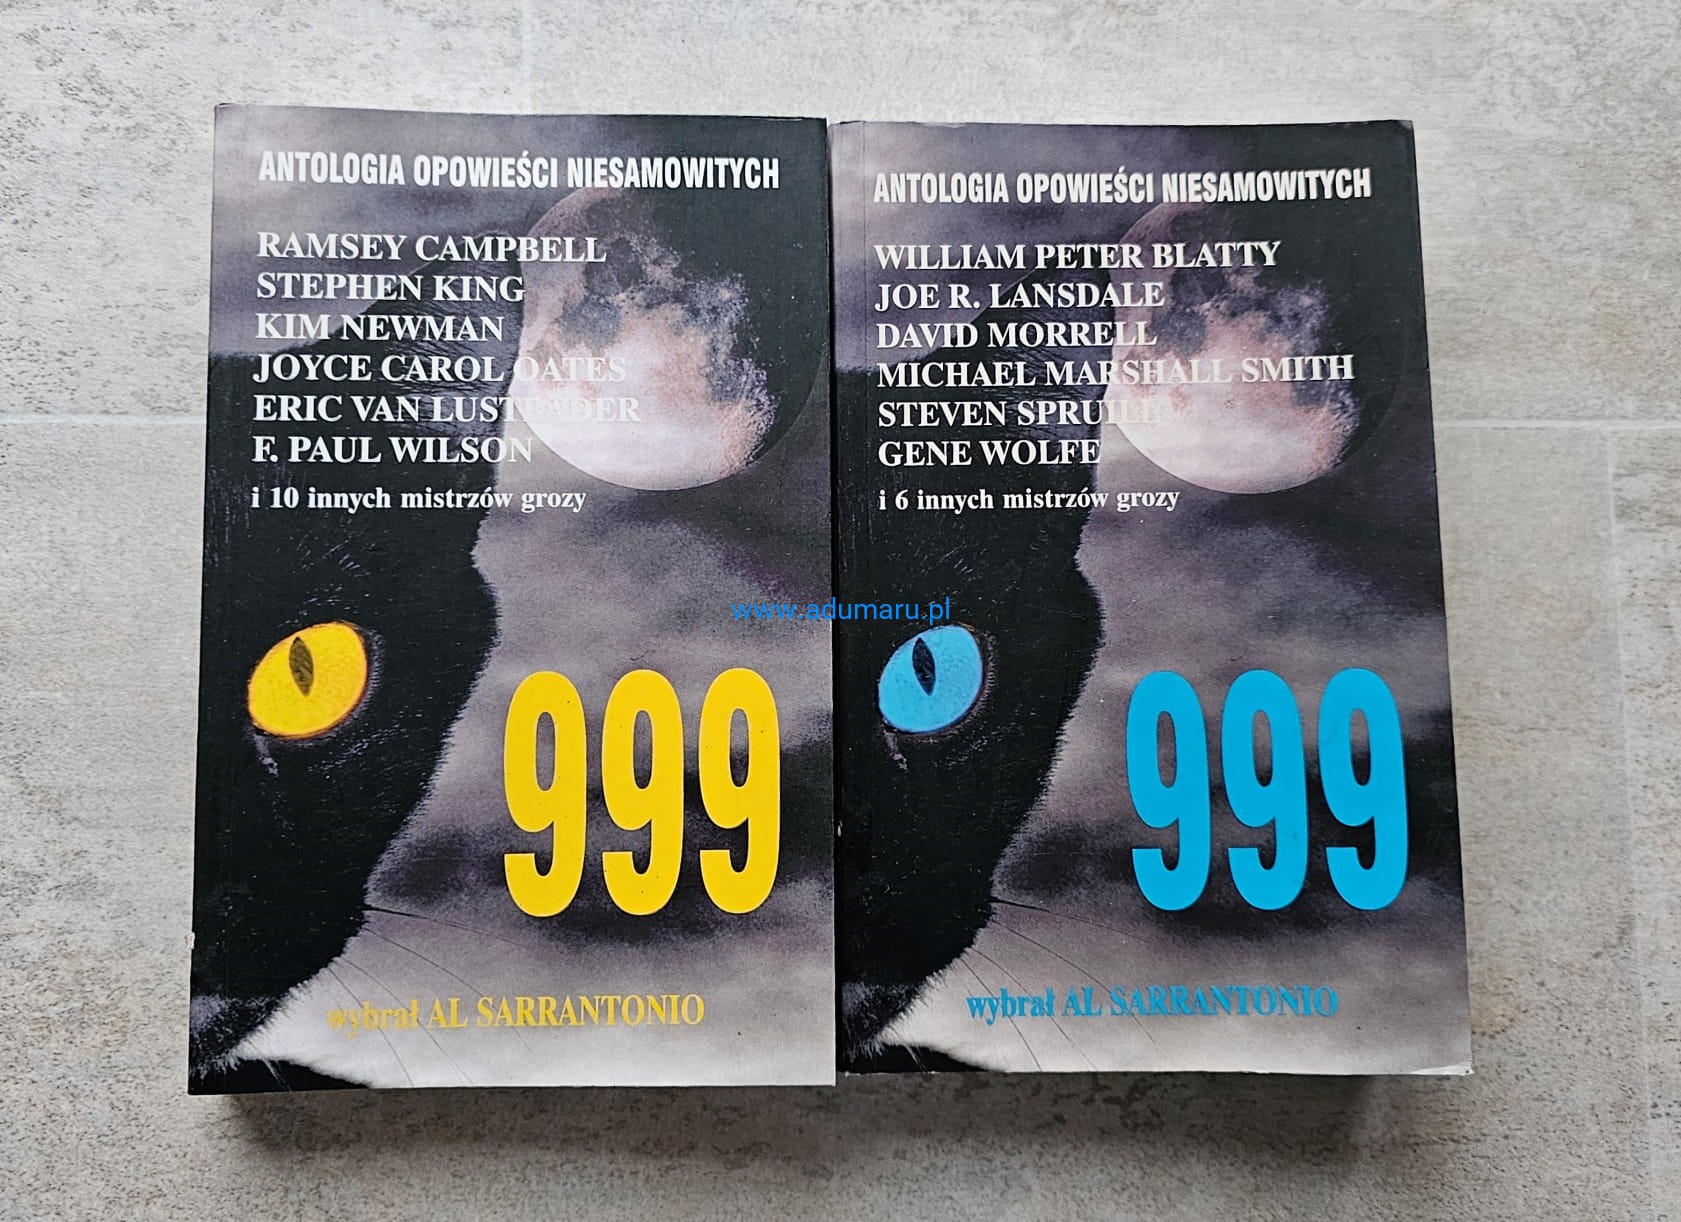 ANTOLOGIA OPOWIEŚCI NIESAMOWITYCH
RAMSEY CAMPBELL
STEPHEN KING
KIM NEWMAN
JOYCE CAROL OATES
ERIC VAN LUSTBADER
F. PAUL WILSON
i 10 innych mistrzów grozy
999
wybrał AL SARRANTONIO
ANTOLOGIA OPOWIEŚCI NIESAMOWITYCH
WILLIAM PETER BLATTY
JOE R. LANSDALE
DAVID MORRELL
MICHAEL MARSHALL SMITH
STEVEN SPRUILL
GENE WOLFE
i 6 innych mistrzów grozy
999
wybrał AL SARRANTONIO
www.adumaru.pl